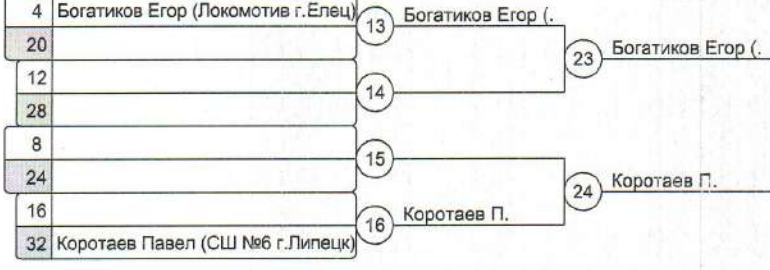 4 Богатиков Егор (Локомотив г.Елец)
20
12
28
8
24
16
32 Коротаев Павел (СШ №6 г.Липецк)
13 Богатиков Егор (.
14
15
16 Коротаев П.
23 Богатиков Егор (.
24 Коротаев П.